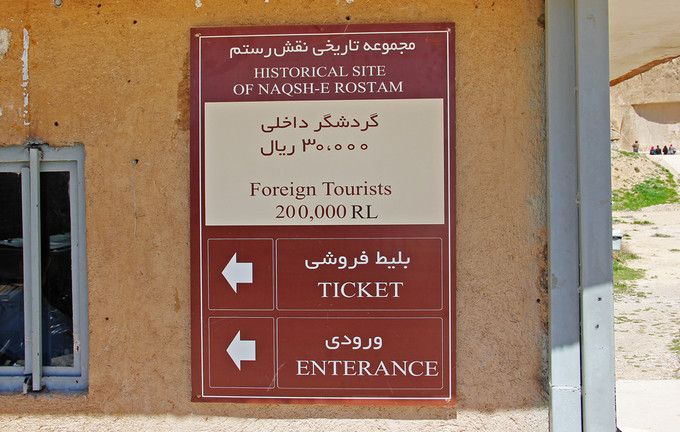 مجموعه تاریخی نقش رستم
HISTORICAL SITE
OF NAQSH-E ROSTAM
گردشگر داخلی
۳۰،۰۰۰ ریال
Foreign Tourists
200,000 RL
بلیط فروشی
TICKET
ورودی
ENTERANCE